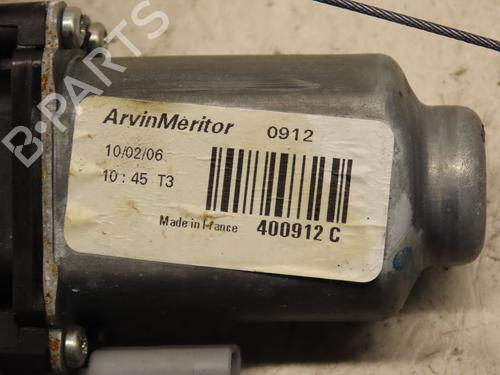 ArvinMeritor 0912
10/02/06
10 : 45 T3
Made in France 400912 C
B-PARTS